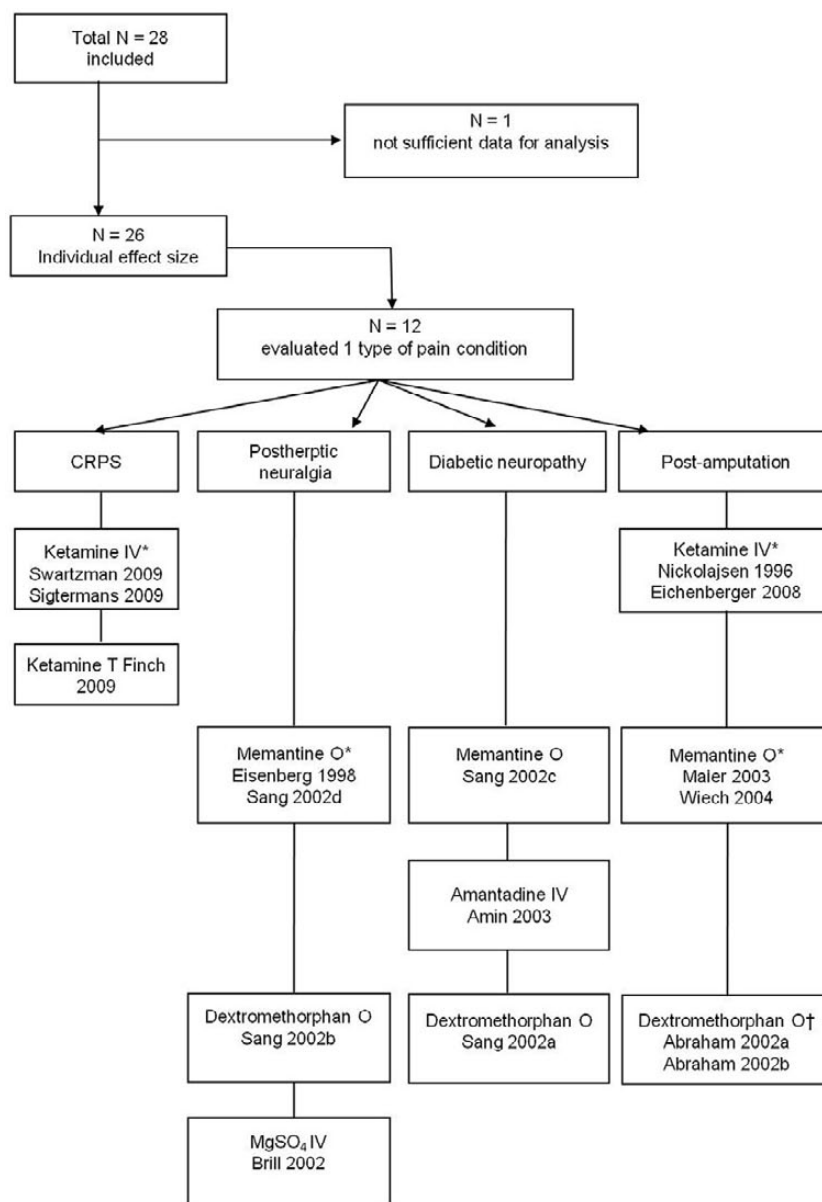 Total N = 28
included
N = 1
not sufficient data for analysis
N = 26
Individual effect size
N = 12
evaluated 1 type of pain condition
CRPS
Postherptic
neuralgia
Diabetic neuropathy
Post-amputation
Ketamine IV*
Swartzman 2009
Sigtermans 2009
Ketamine IV*
Nickolajsen 1996
Eichenberger 2008
Ketamine T Finch
2009
Memantine O*
Eisenberg 1998
Sang 2002d
Memantine O
Sang 2002c
Memantine O*
Maler 2003
Wiech 2004
Amantadine IV
Amin 2003
Dextromethorphan O
Sang 2002b
Dextromethorphan O
Sang 2002a
Dextromethorphan O†
Abraham 2002a
Abraham 2002b
MgSO₄ IV
Brill 2002